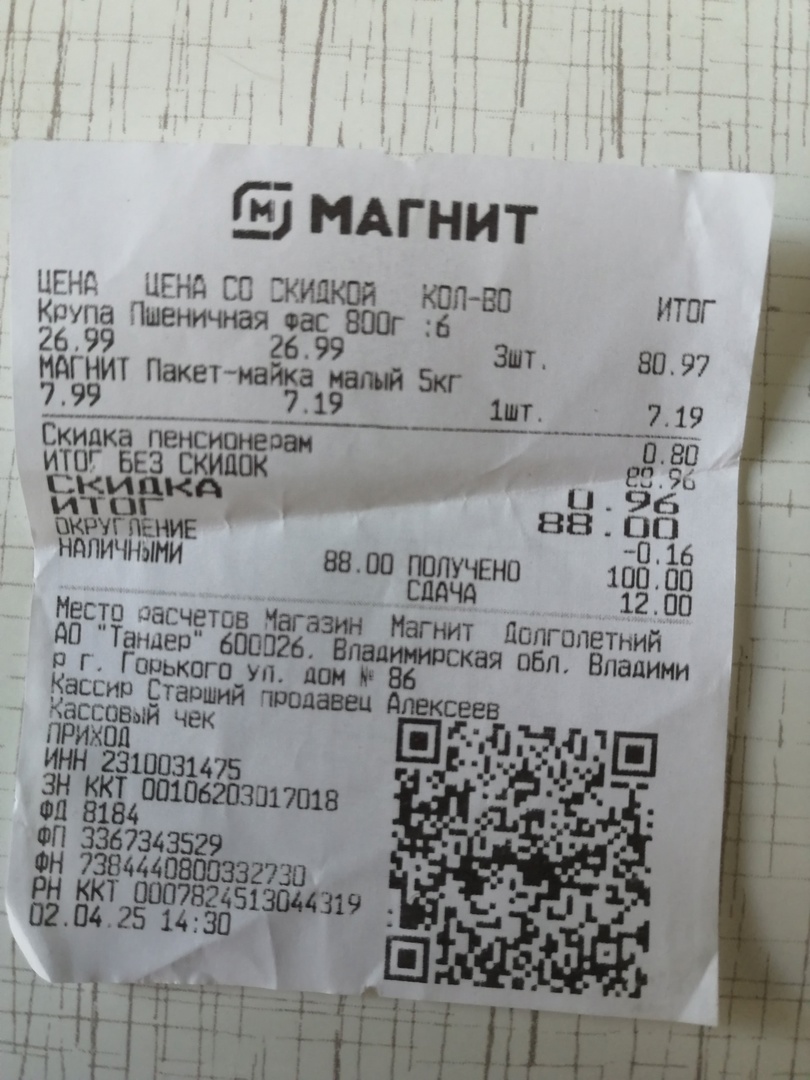 МАГНИТ
ЦЕНА ЦЕНА СО СКИДКОЙ КОЛ-ВО ИТОГ
Крупа Пшеничная фас 800г :6
26.99 26.99 3шт. 80.97
МАГНИТ Пакет-майка малый 5кг
7.99 7.19 1шт. 7.19
Скидка пенсионерам 0.80
ИТОГ БЕЗ СКИДОК 88.96
СКИДКА 0.96
ИТОГ 88.00
ОКРУГЛЕНИЕ -0.16
НАЛИЧНЫМИ 88.00 ПОЛУЧЕНО 100.00
СДАЧА 12.00
Место расчетов Магазин Магнит Долголетний
АО "Тандер" 600026. Владимирская обл. Владими
р г. Горького ул. дом № 86
Кассир Старший продавец Алексеев
Кассовый чек
ПРИХОД
ИНН 2310031475
ЗН ККТ 00106203017018
ФД 8184
ФП 3367343529
ФН 7384440800332730
РН ККТ 0007824513044319
02.04.25 14:30